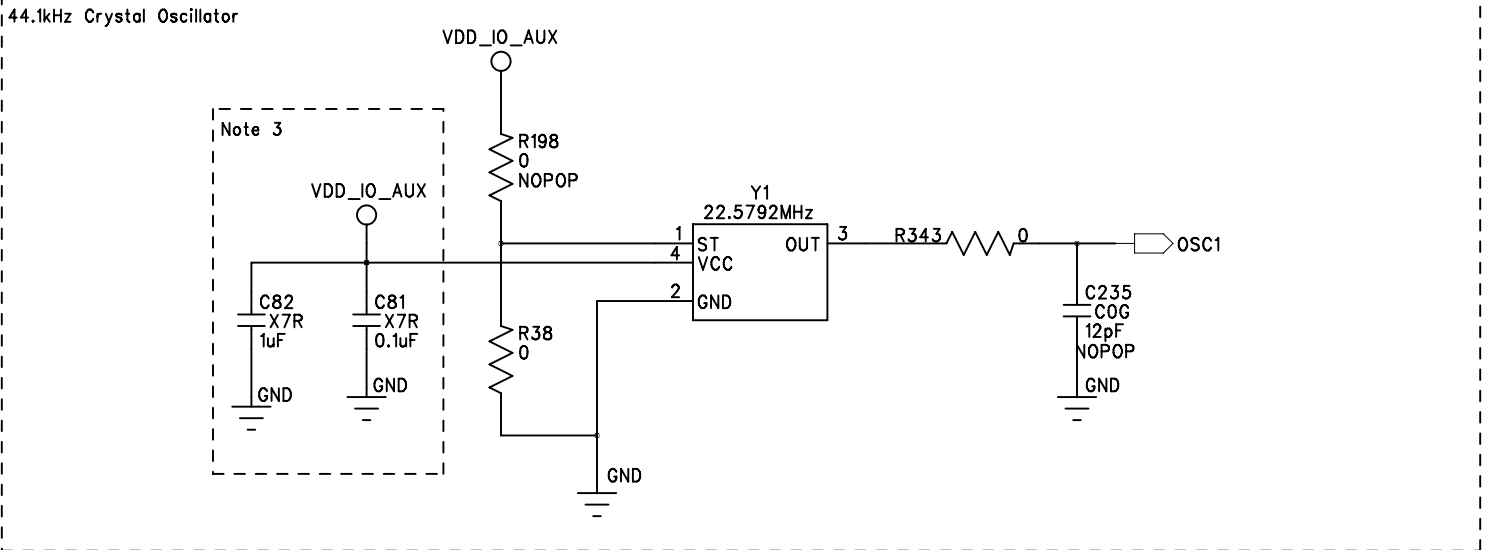 44.1kHz Crystal Oscillator
VDD_IO_AUX
Note 3
R198
0
NOPOP
VDD_IO_AUX
Y1
22.5792MHz
1
ST
OUT
3
R343
0
OSC1
4
VCC
2
GND
C82
X7R
1uF
C81
X7R
0.1uF
R38
0
C235
COG
12pF
NOPOP
GND
GND
GND
GND